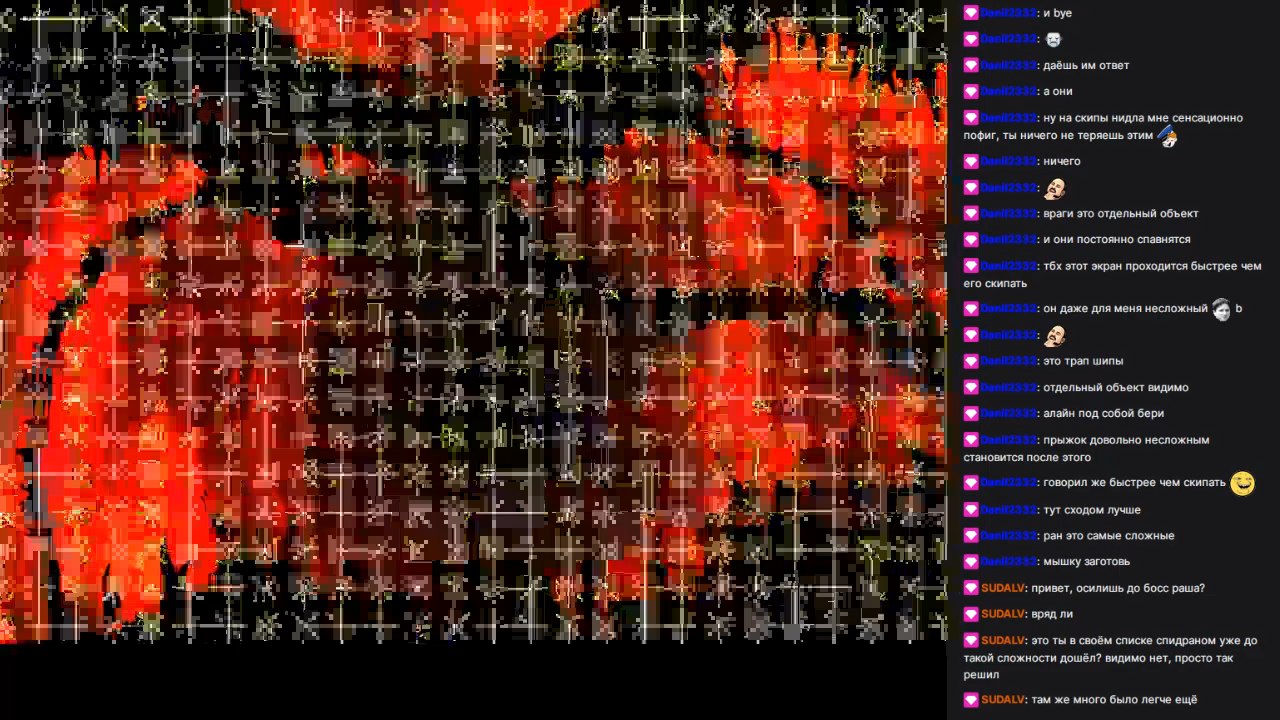 Danil2332: и bye
Danil2332:
Danil2332: даёшь им ответ
Danil2332: а они
Danil2332: ну на скипы нидла мне сенсационно
пофиг, ты ничего не теряешь этим
Danil2332: ничего
Danil2332:
Danil2332: враги это отдельный объект
Danil2332: и они постоянно спавнятся
Danil2332: тбх этот экран проходится быстрее чем
его скипать
Danil2332: он даже для меня несложный b
Danil2332:
Danil2332: это трап шипы
Danil2332: отдельный объект видимо
Danil2332: алайн под собой бери
Danil2332: прыжок довольно несложным
становится после этого
Danil2332: говорил же быстрее чем скипать
Danil2332: тут сходом лучше
Danil2332: ран это самые сложные
Danil2332: мышку заготовь
SUDALV: привет, осилишь до босс раша?
SUDALV: вряд ли
SUDALV: это ты в своём списке спидраном уже до
такой сложности дошёл? видимо нет, просто так
решил
SUDALV: там же много было легче ещё